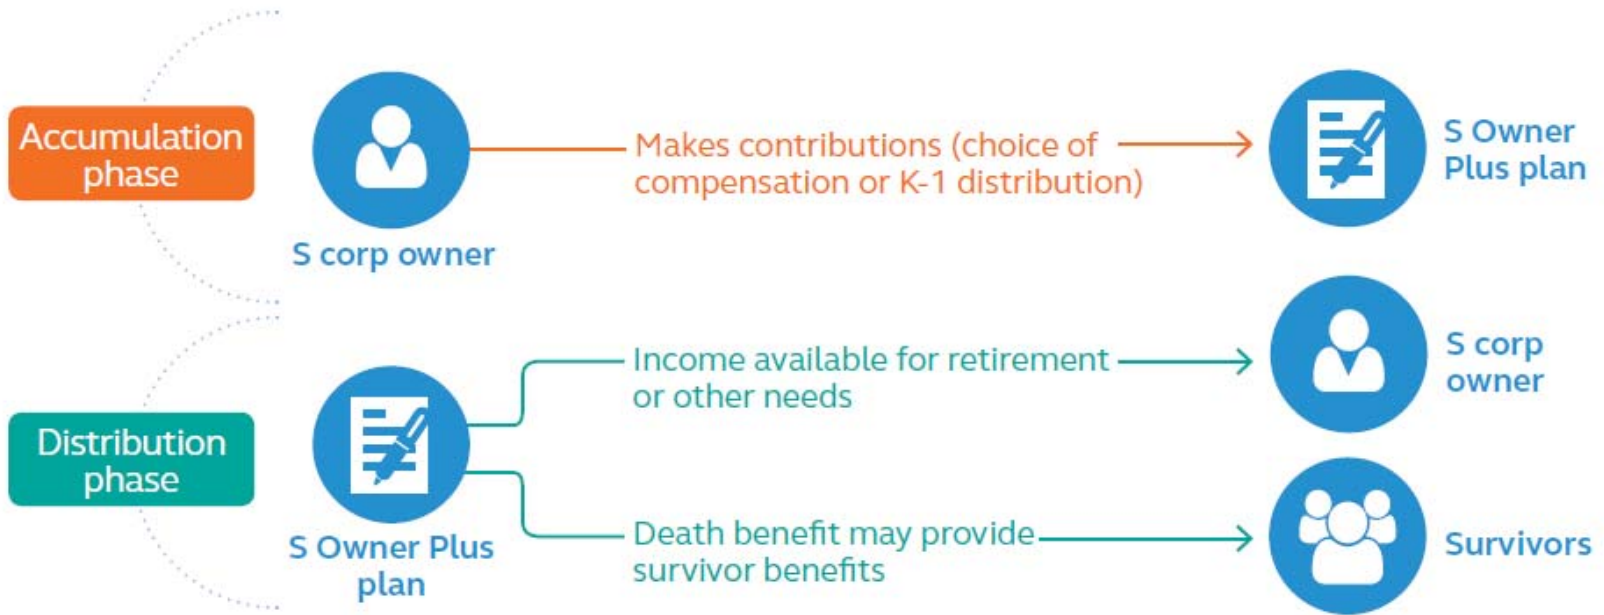 Accumulation
phase
S corp owner
Makes contributions (choice of
compensation or K-1 distribution)
S Owner
Plus plan
Distribution
phase
S Owner Plus
plan
Income available for retirement
or other needs
S corp
owner
Death benefit may provide
survivor benefits
Survivors